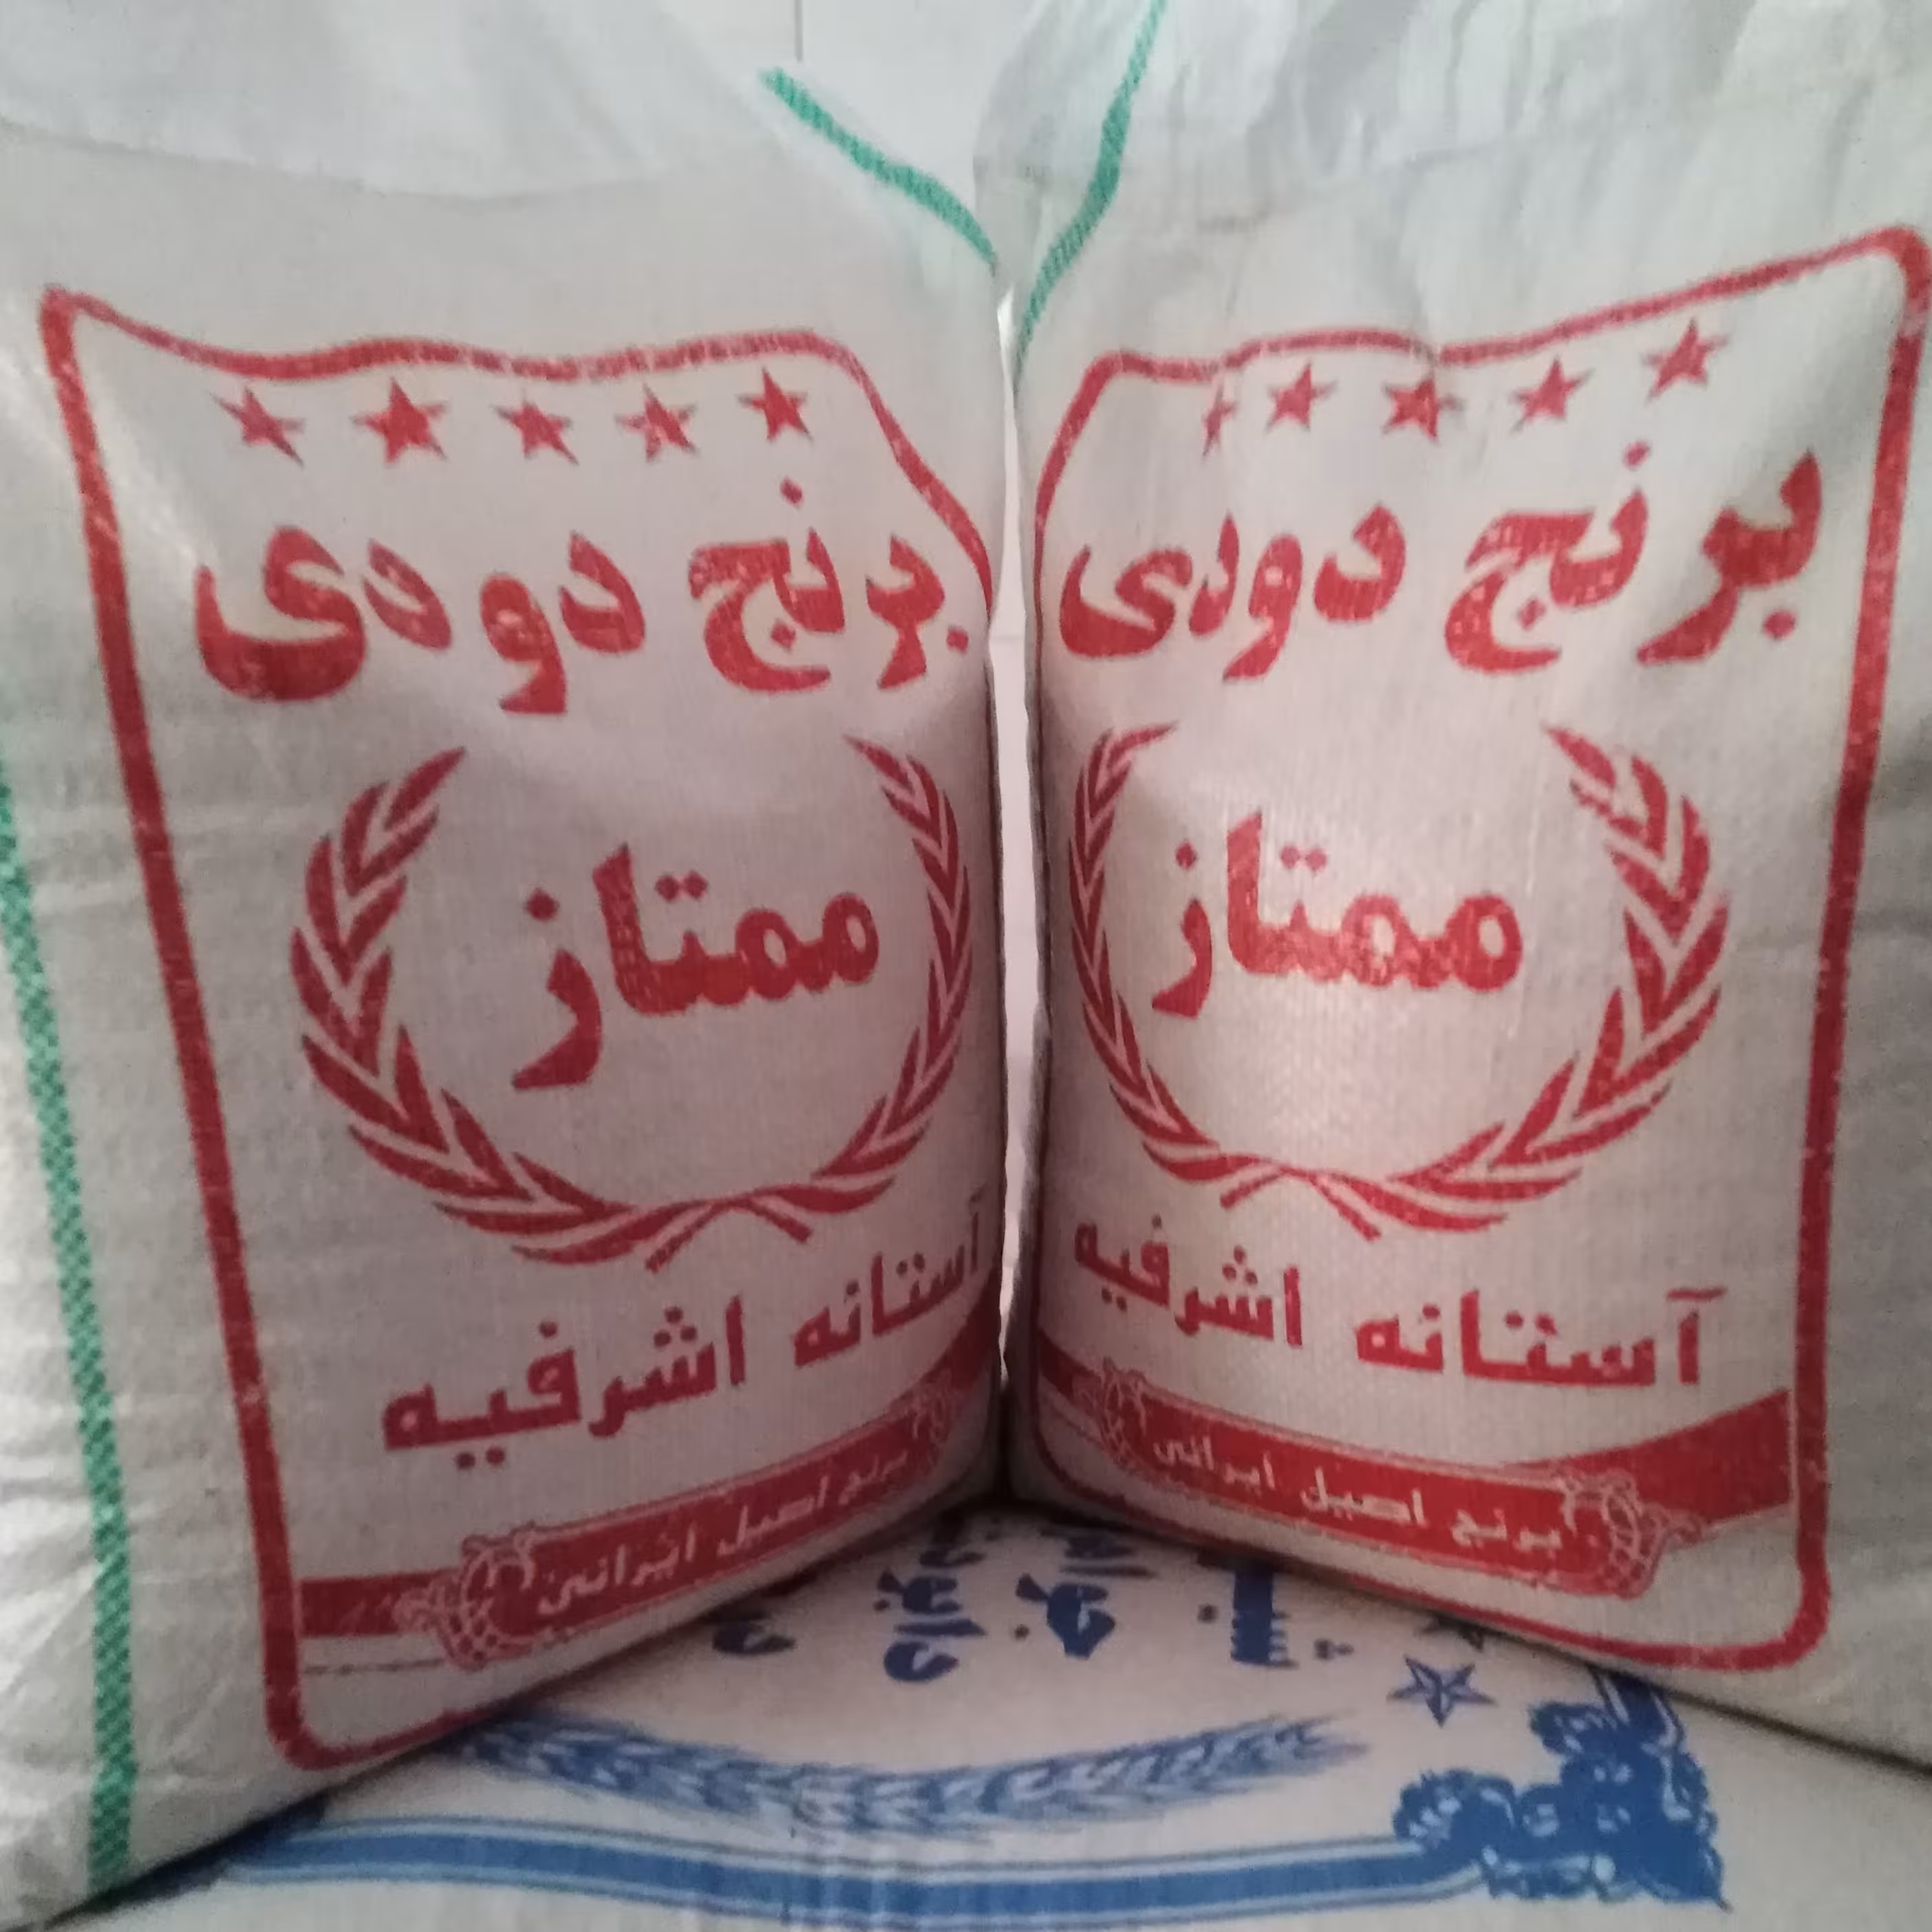 برنج دودی
ممتاز
آستانه اشرفیه
برنج اصیل ایرانی
برنج دودی
ممتاز
آستانه اشرفیه
برنج اصیل ایرانی